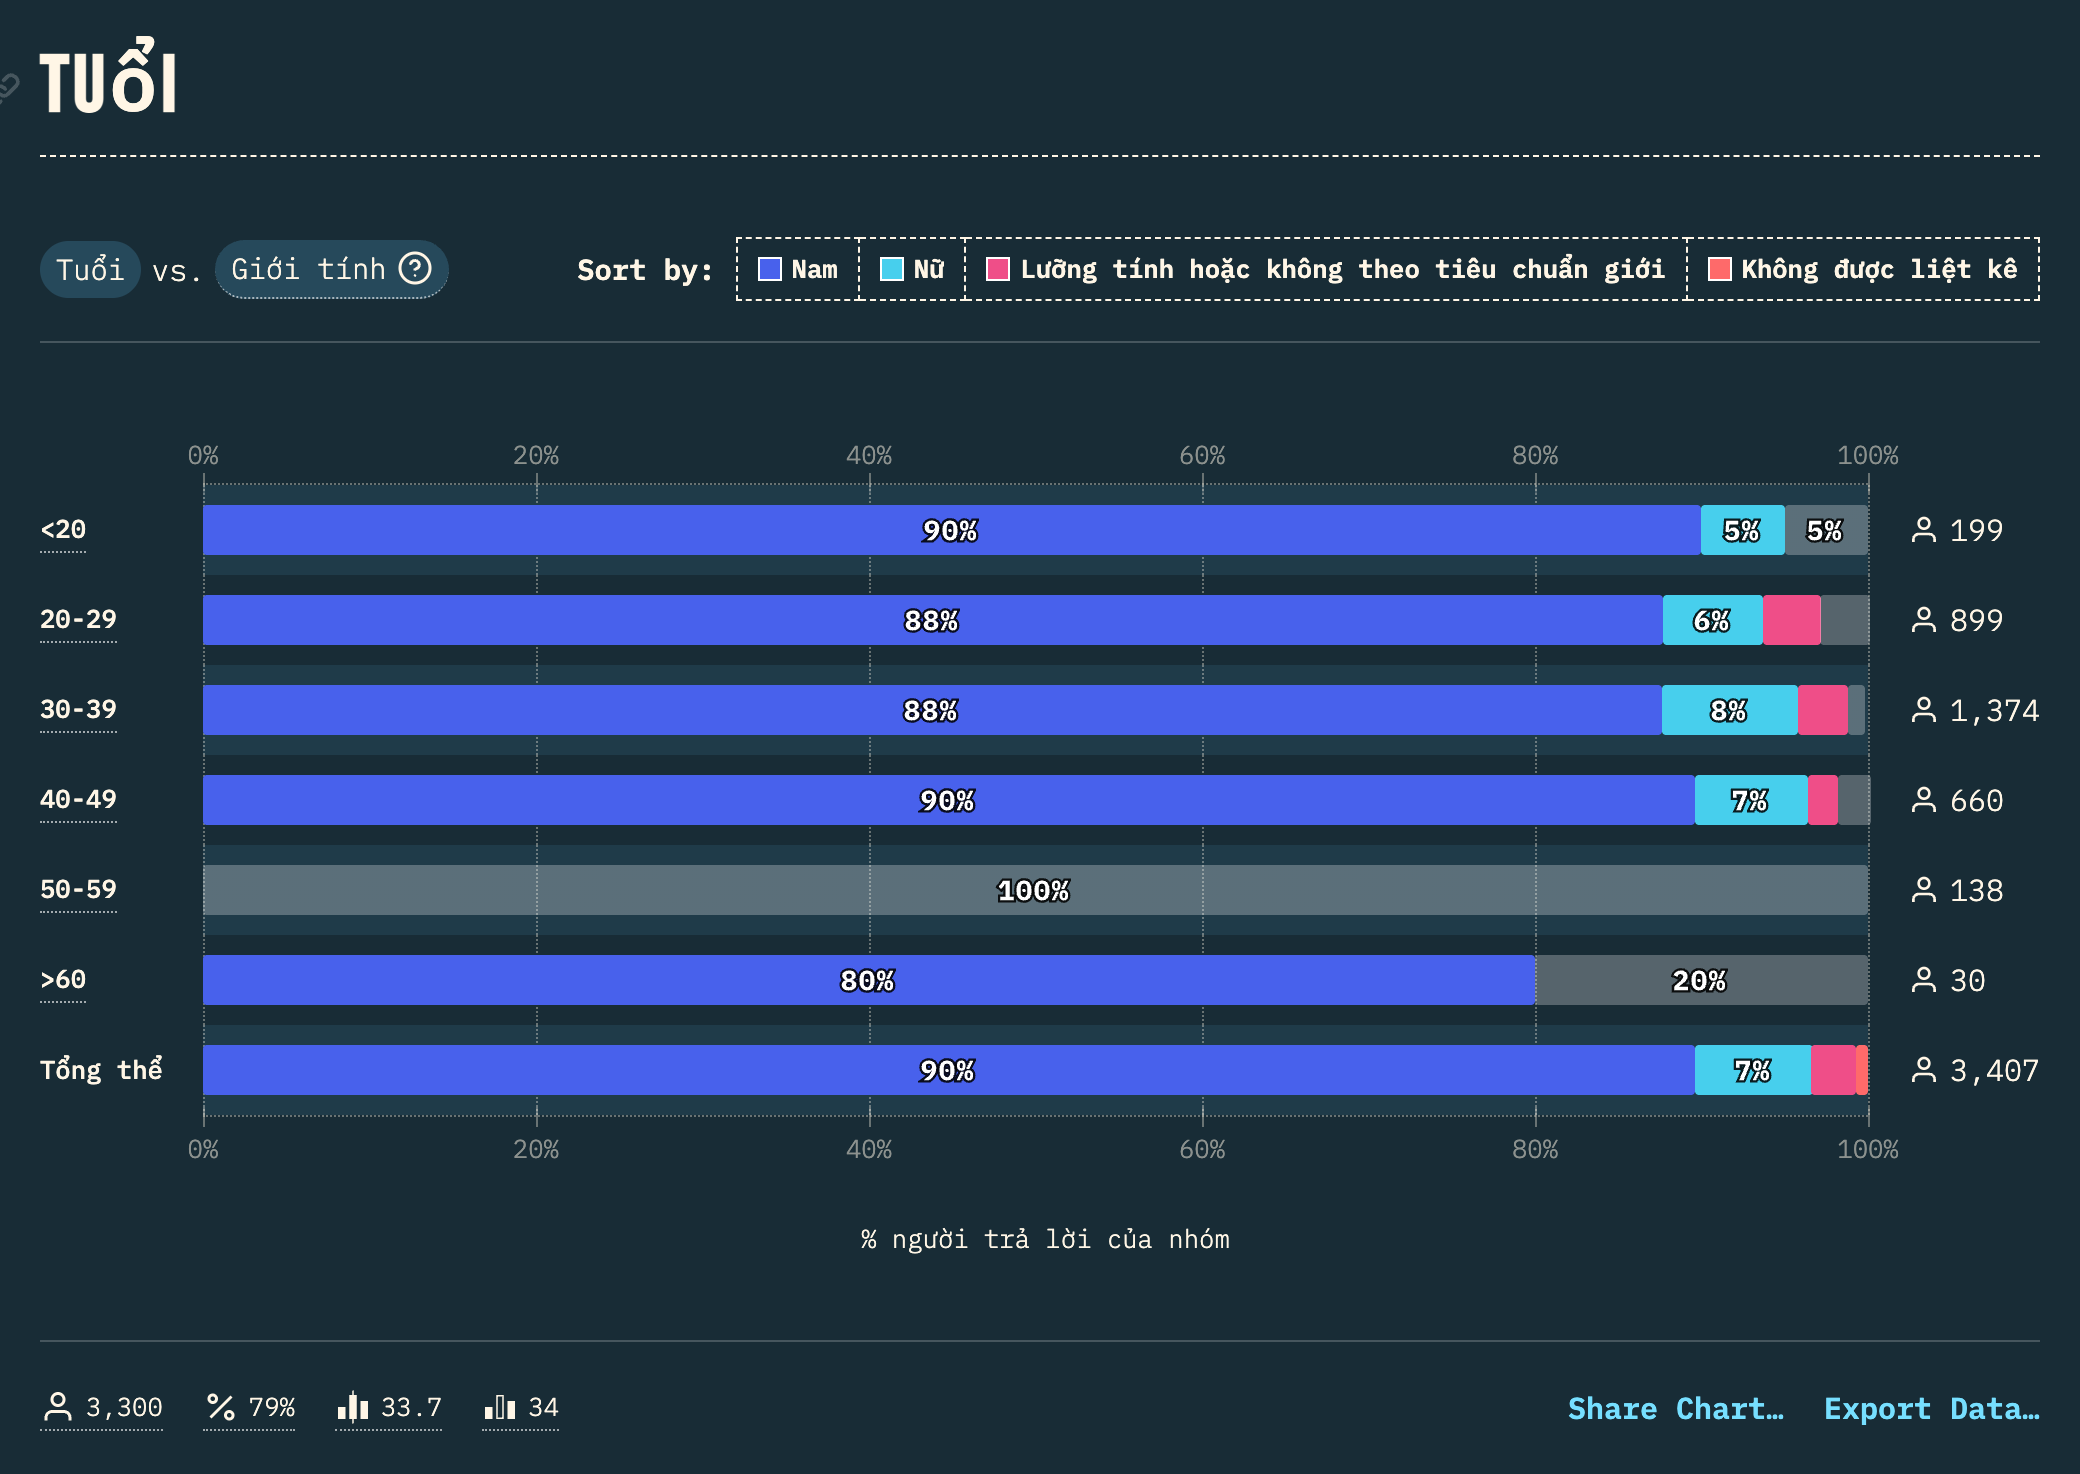 TUổI
Tuổi vs. Giới tính
Sort by: Nam Nữ Lưỡng tính hoặc không theo tiêu chuẩn giới Không được liệt kê
0% 20% 40% 60% 80% 100%
<20 90% 5% 5% 199
20-29 88% 6% 899
30-39 88% 8% 1,374
40-49 90% 7% 660
50-59 100% 138
>60 80% 20% 30
Tổng thể 90% 7% 3,407
0% 20% 40% 60% 80% 100%
% người trả lời của nhóm
3,300 79% 33.7 34 Share Chart… Export Data…